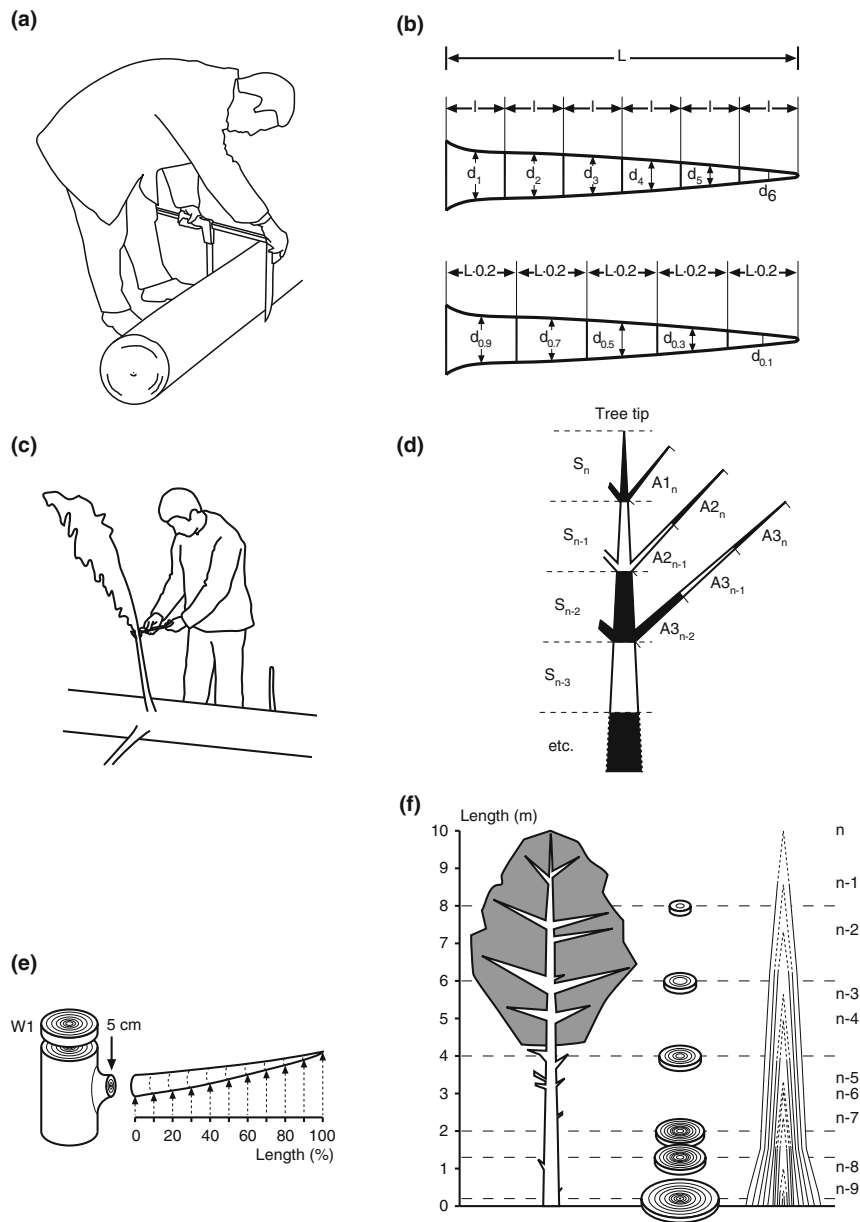 (a)
(b)
L
l l l l l l
d1 d2 d3 d4 d5 d6
L·0.2 L·0.2 L·0.2 L·0.2 L·0.2
d0.9 d0.7 d0.5 d0.3 d0.1
(c)
(d)
Tree tip
Sn
A1n
A2n
Sn-1
A2n-1
A3n
A3n-1
Sn-2
A3n-2
Sn-3
etc.
(e)
W1
5 cm
0 20 40 60 80 100
Length (%)
(f)
Length (m)
10
9
8
7
6
5
4
3
2
1
0
n
n-1
n-2
n-3
n-4
n-5
n-6
n-7
n-8
n-9